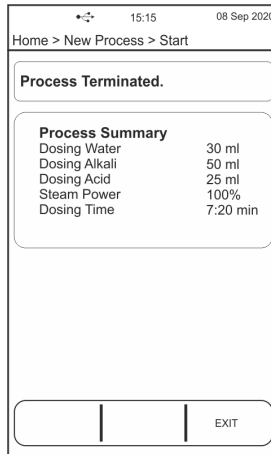 15:15 08 Sep 2020
Home > New Process > Start
Process Terminated.
Process Summary
Dosing Water 30 ml
Dosing Alkali 50 ml
Dosing Acid 25 ml
Steam Power 100%
Dosing Time 7:20 min
EXIT